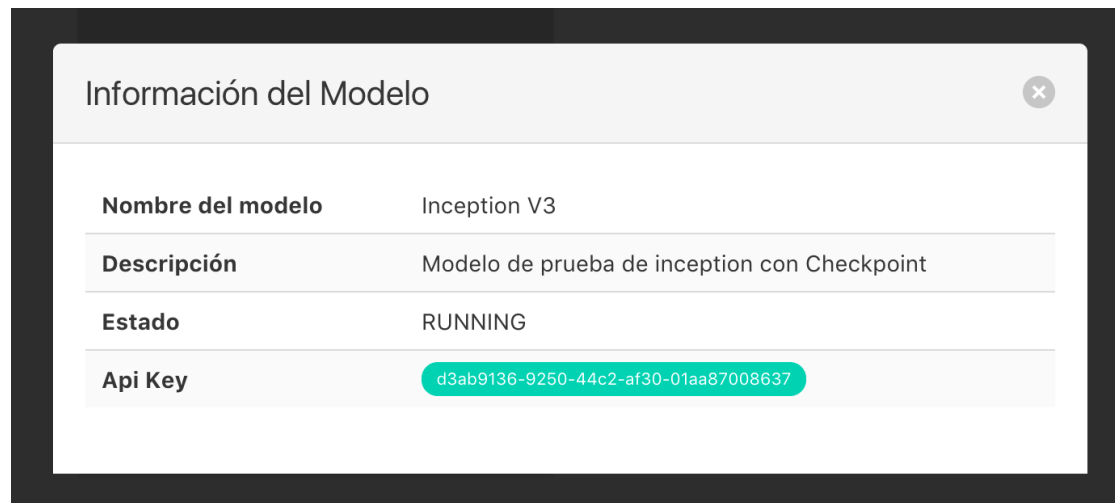 Información del Modelo
Nombre del modelo Inception V3
Descripción Modelo de prueba de inception con Checkpoint
Estado RUNNING
Api Key d3ab9136-9250-44c2-af30-01aa87008637